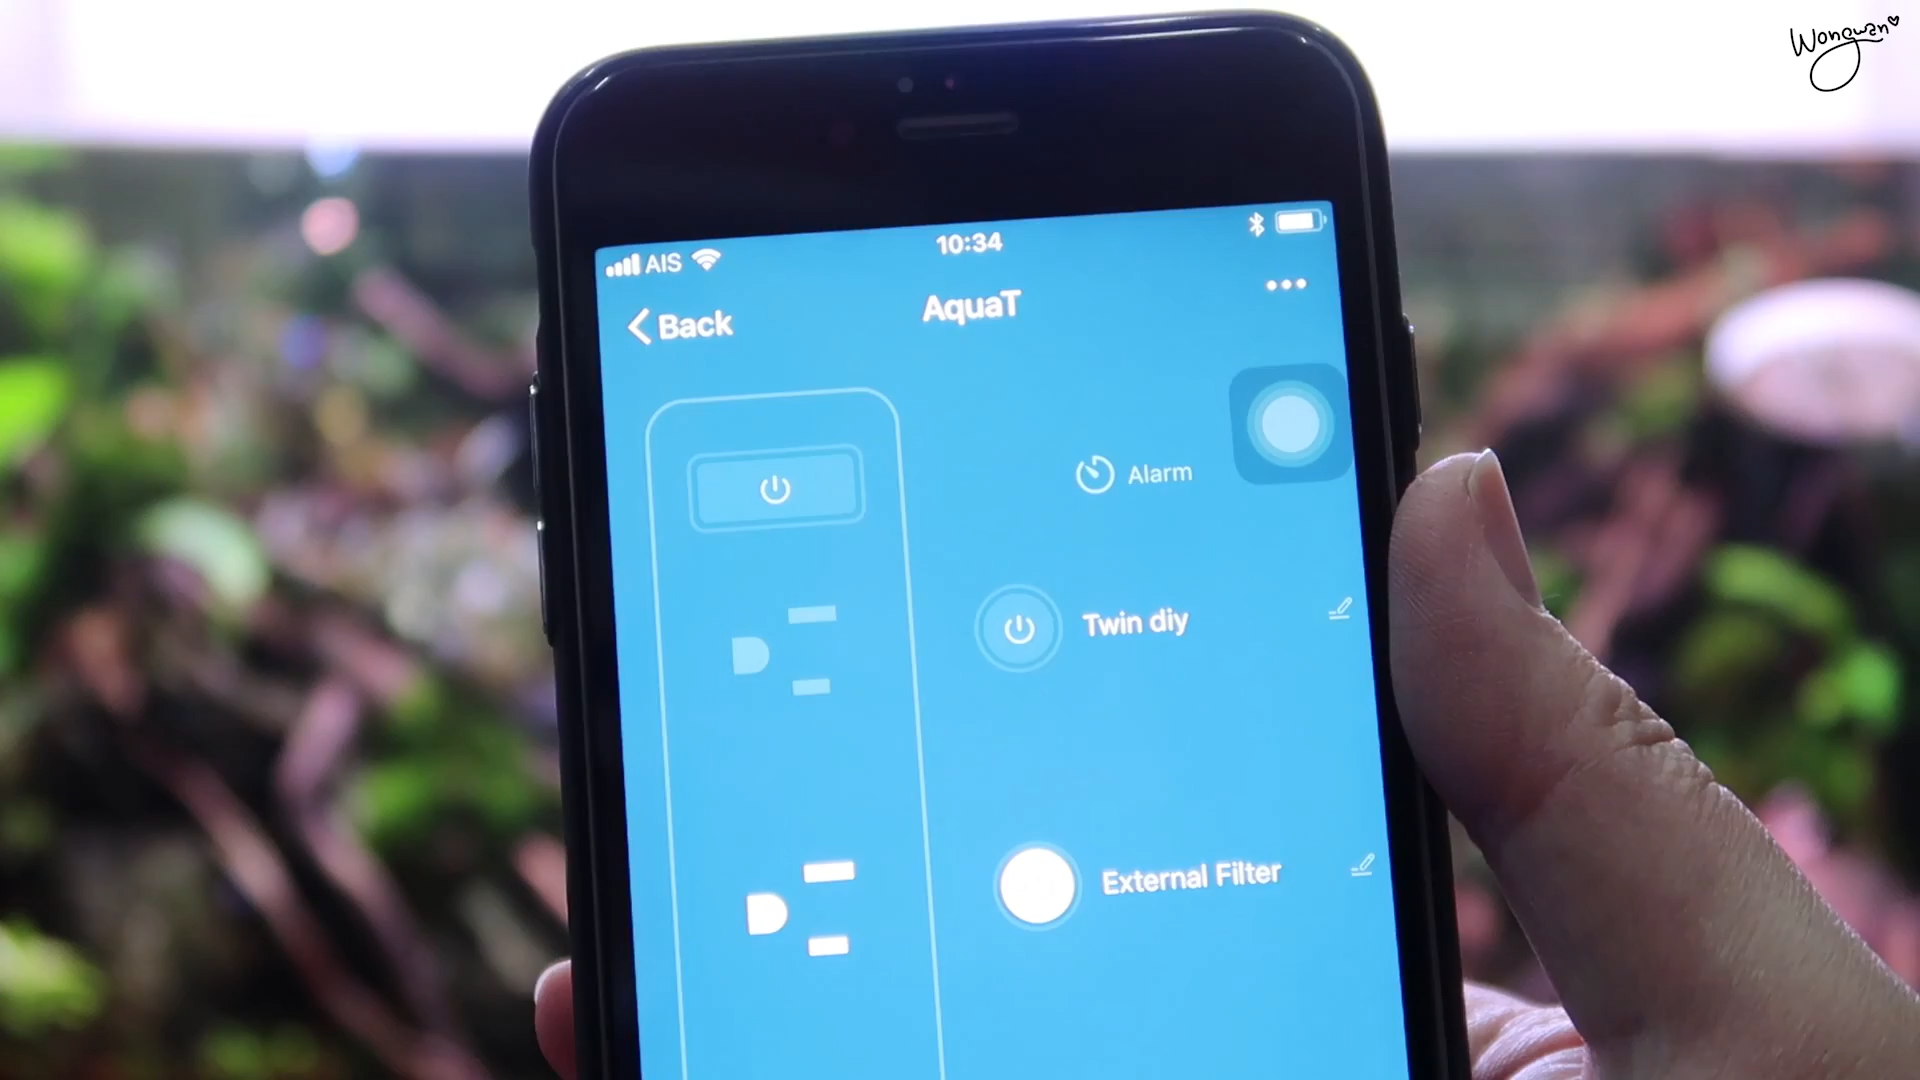 Wongwan
AIS
10:34
Back
AquaT
Alarm
Twin diy
External Filter